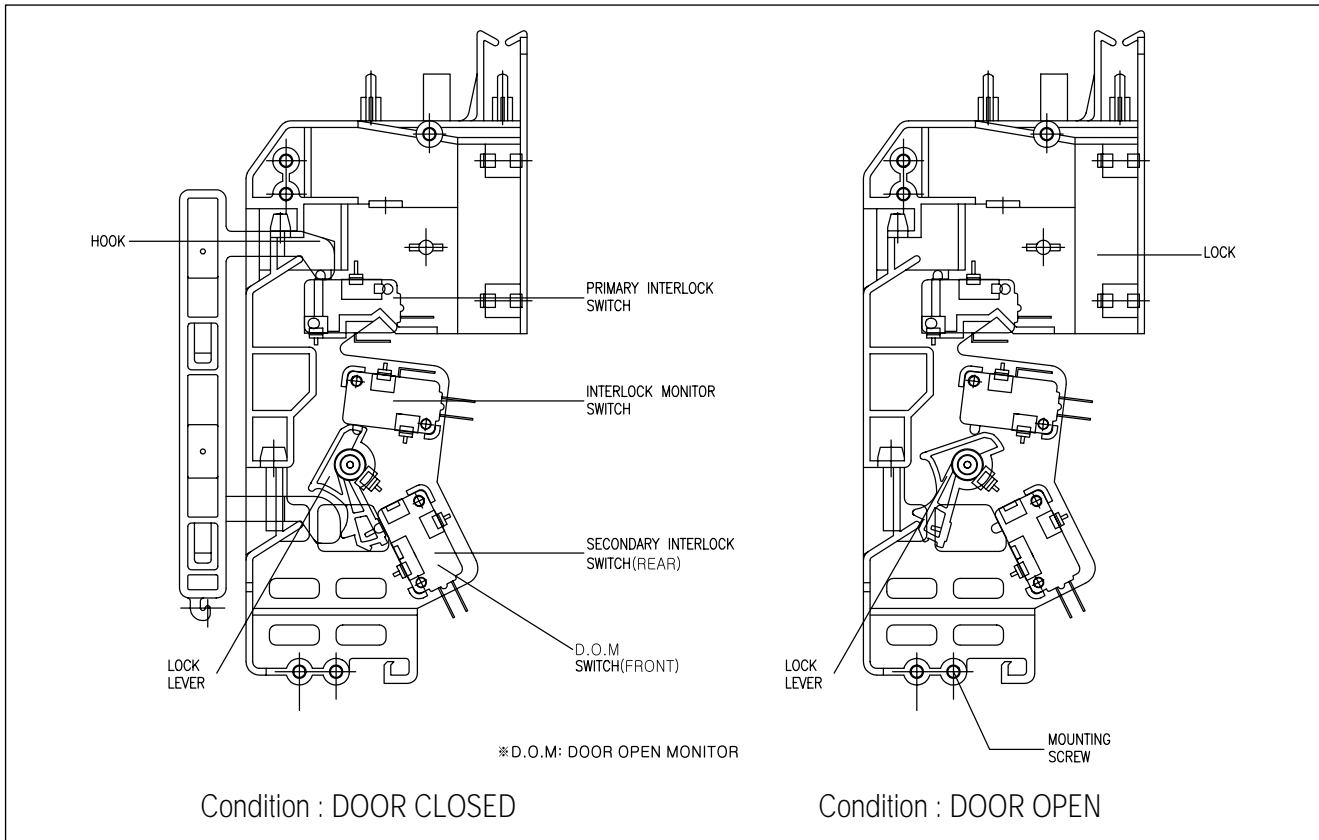 HOOK
PRIMARY INTERLOCK
SWITCH
INTERLOCK MONITOR
SWITCH
SECONDARY INTERLOCK
SWITCH(REAR)
D.O.M
SWITCH(FRONT)
LOCK
LEVER
※D.O.M: DOOR OPEN MONITOR
Condition : DOOR CLOSED
LOCK
LOCK
LEVER
MOUNTING
SCREW
Condition : DOOR OPEN